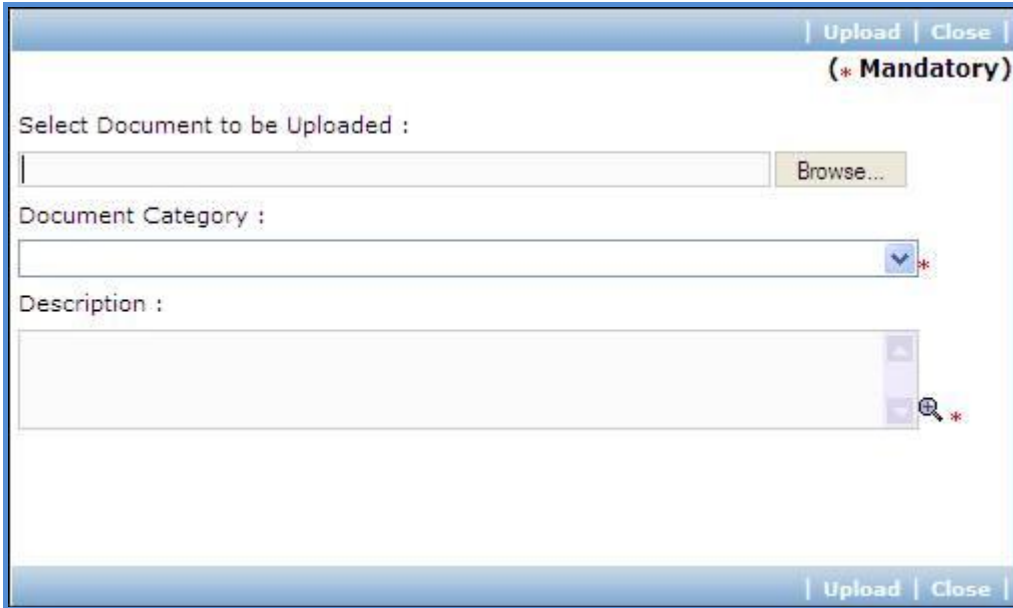 | Upload | Close |
(* Mandatory)
Select Document to be Uploaded :
Browse...
Document Category :
*
Description :
*
| Upload | Close |